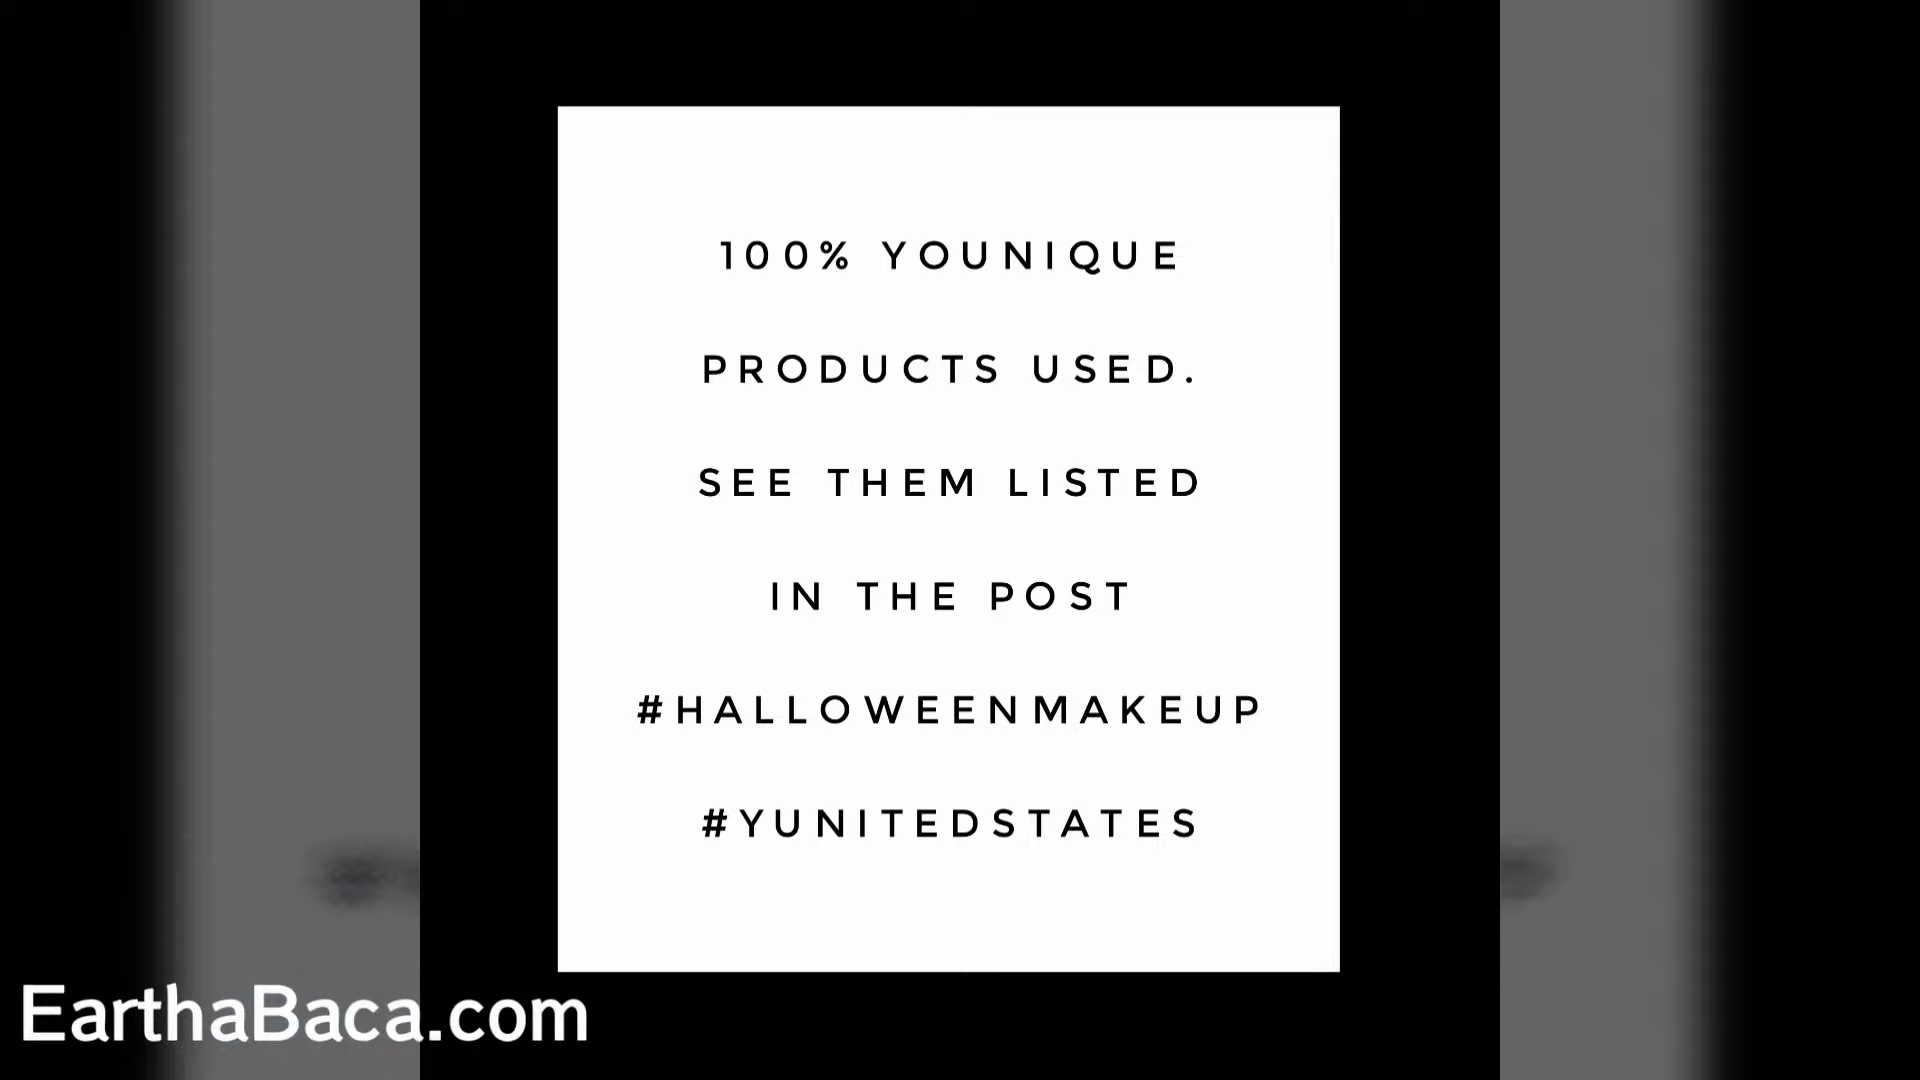 100% YOUNIQUE
PRODUCTS USED.
SEE THEM LISTED
IN THE POST
#HALLOWEENMAKEUP
#YUNITEDSTATES
EarthaBaca.com